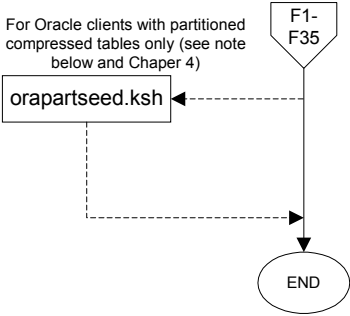 For Oracle clients with partitioned
compressed tables only (see note
below and Chaper 4)
F1-
F35
orapartseed.ksh
END